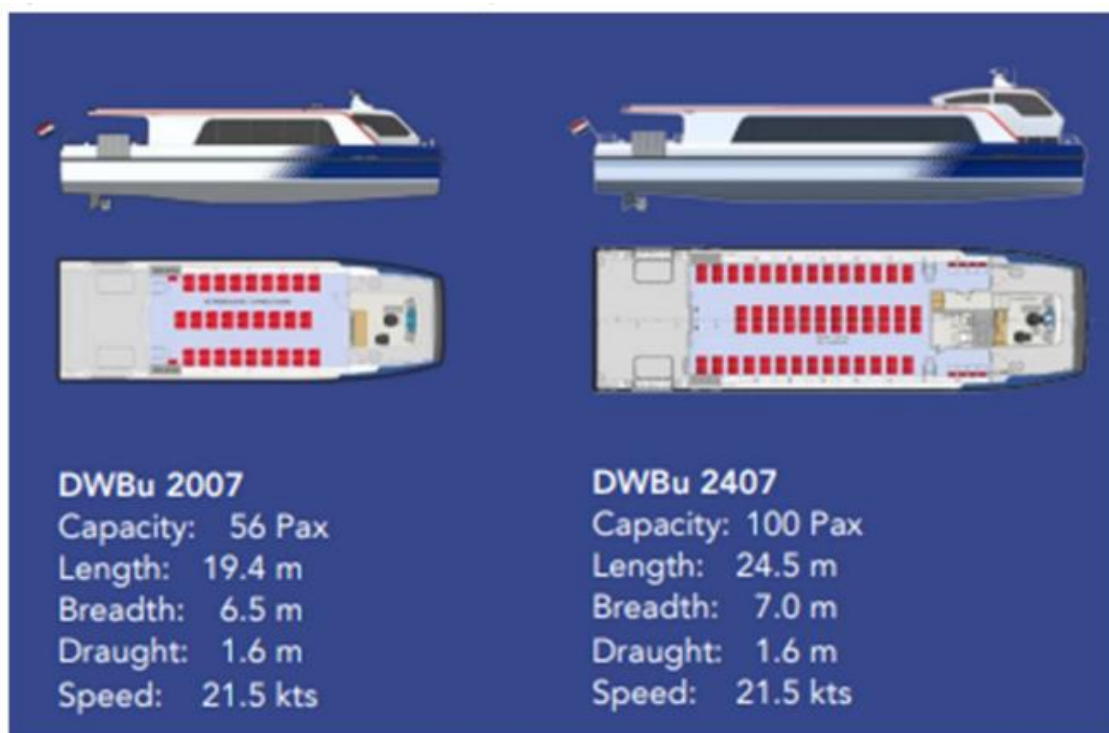 DWBu 2007
Capacity: 56 Pax
Length: 19.4 m
Breadth: 6.5 m
Draught: 1.6 m
Speed: 21.5 kts
DWBu 2407
Capacity: 100 Pax
Length: 24.5 m
Breadth: 7.0 m
Draught: 1.6 m
Speed: 21.5 kts